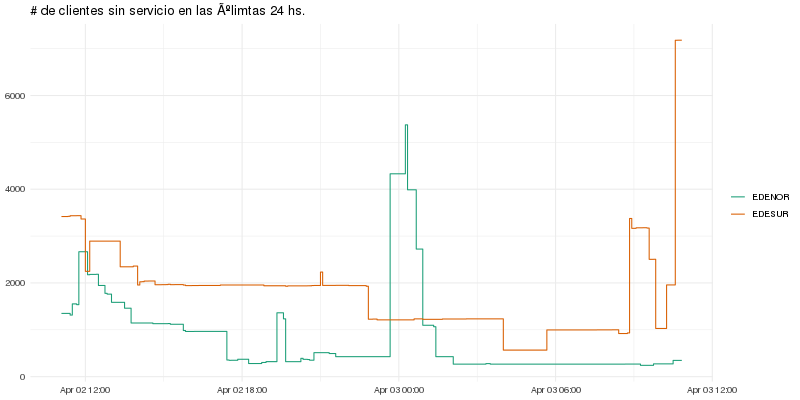 # de clientes sin servicio en las Ãºlimtas 24 hs.
6000
4000
2000
0
Apr 02 12:00
Apr 02 18:00
Apr 03 00:00
Apr 03 06:00
Apr 03 12:00
EDENOR
EDESUR